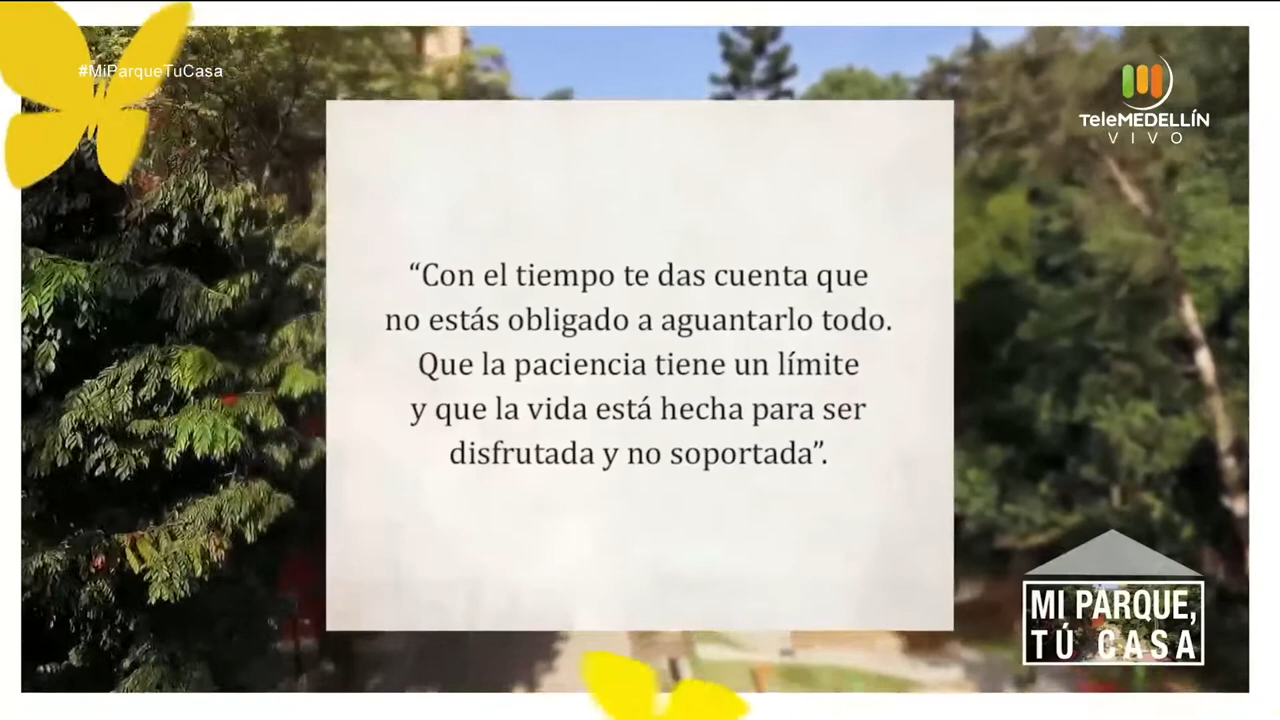 #MiParqueTuCasa
TeleMEDELLÍN
VIVO
“Con el tiempo te das cuenta que
no estás obligado a aguantarlo todo.
Que la paciencia tiene un límite
y que la vida está hecha para ser
disfrutada y no soportada”.
MI PARQUE,
TÚ CASA